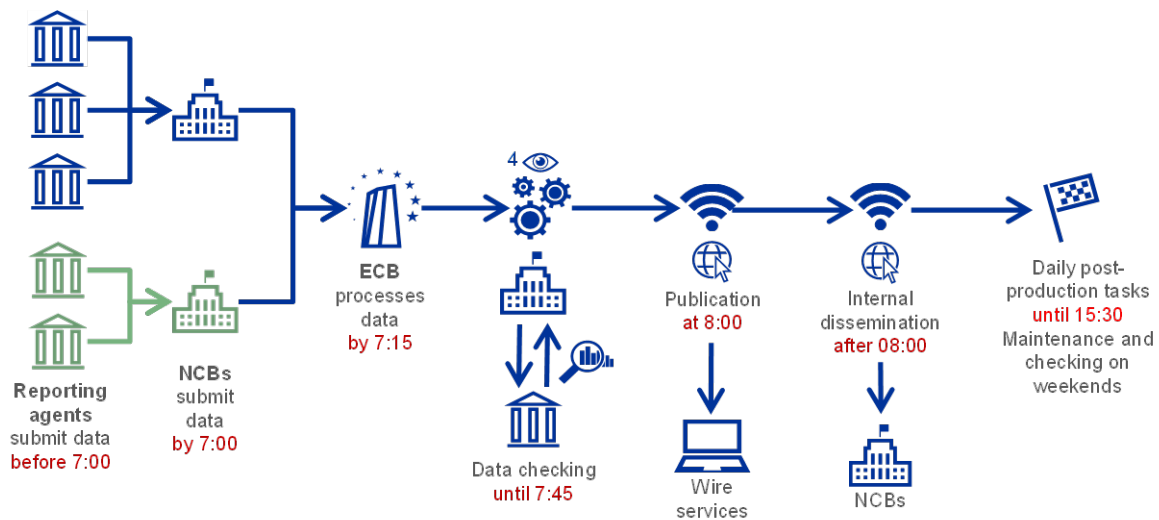 Reporting
agents
submit data
before 7:00
NCBs
submit
data
by 7:00
ECB
processes
data
by 7:15
4
Data checking
until 7:45
Publication
at 8:00
Wire
services
Internal
dissemination
after 08:00
NCBs
Daily post-
production tasks
until 15:30
Maintenance and
checking on
weekends